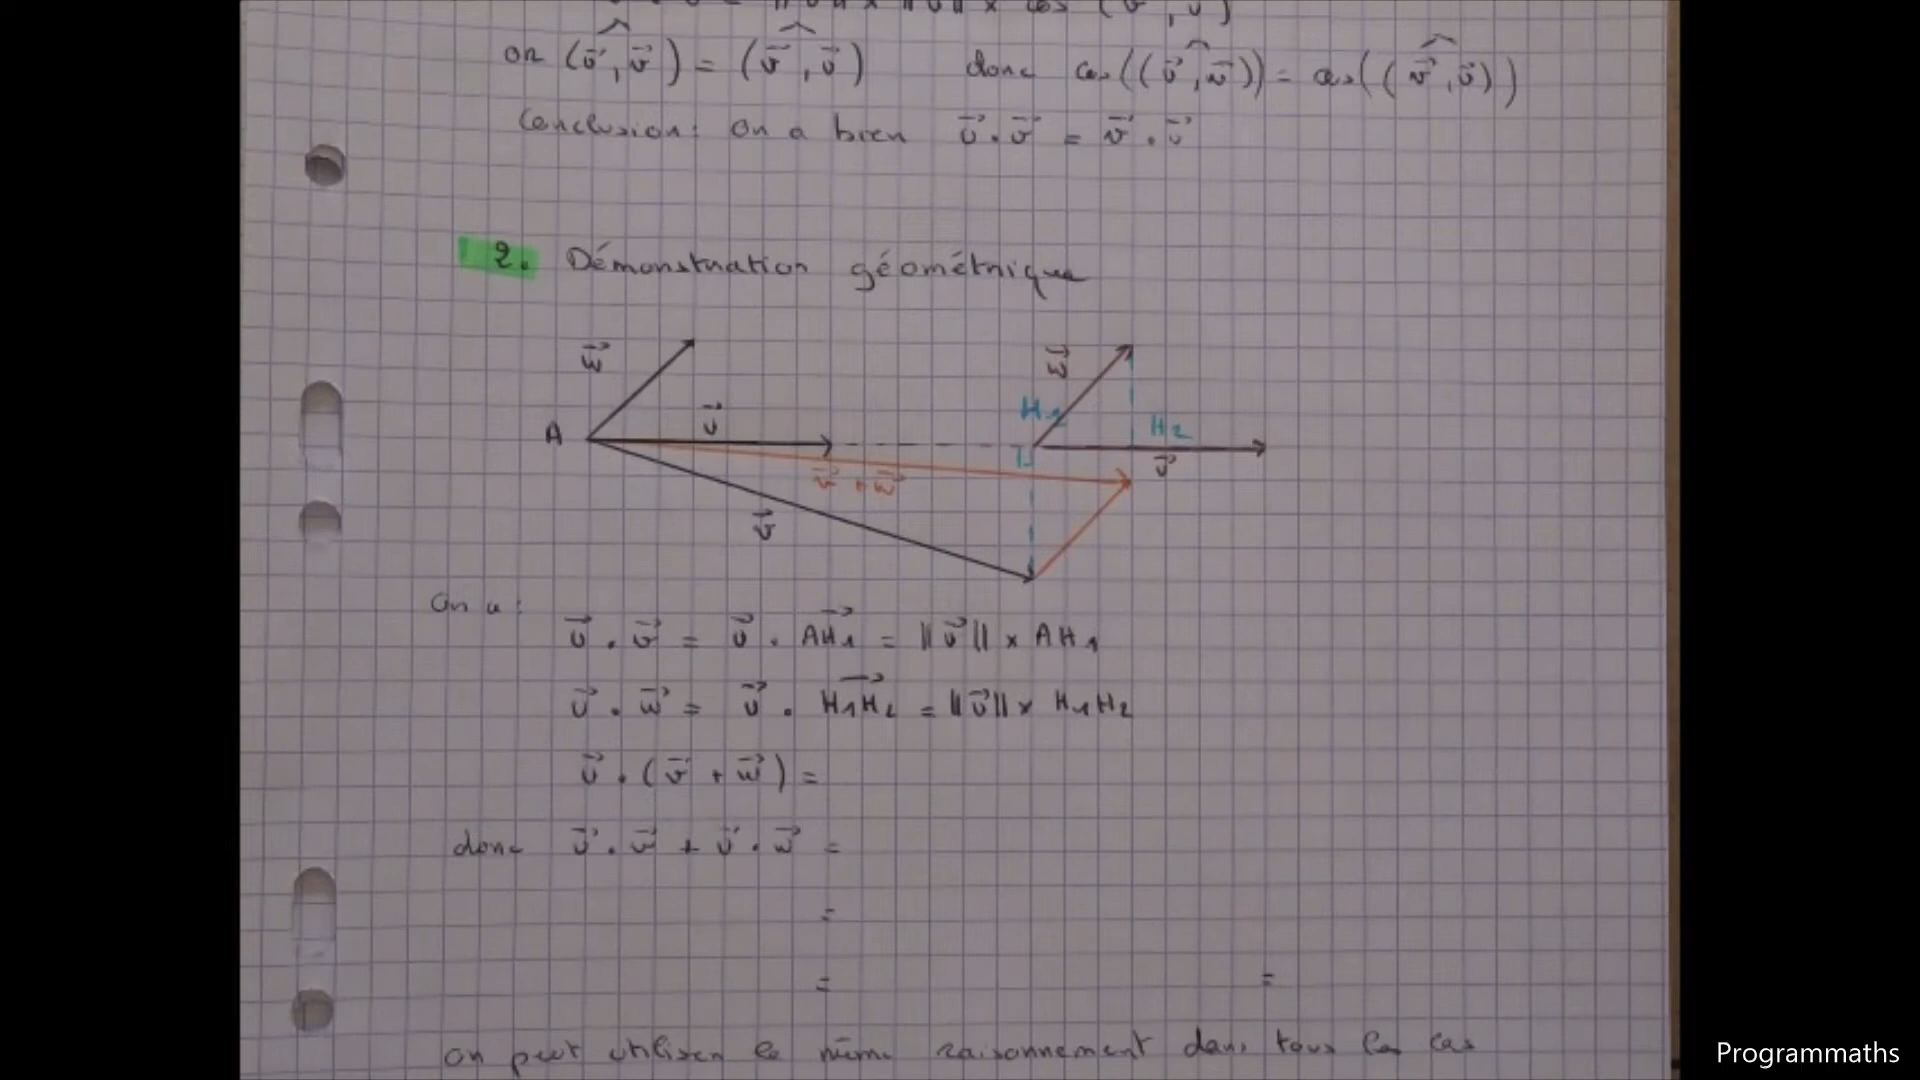 on (u⃗,v⃗) = (v⃗,u⃗) donc cos((u⃗,v⃗)) = cos((v⃗,u⃗))
Conclusion: On a bien u⃗.v⃗ = v⃗.u⃗
2. Démonstration géométrique
w⃗
w⃗
u⃗
H1
H2
A
u⃗
v⃗ + w⃗
v⃗
On a:
u⃗ . v⃗ = u⃗ . AH1 = ||u⃗|| x AH1
u⃗ . w⃗ = u⃗ . H1H2 = ||u⃗|| x H1H2
u⃗ . (v⃗ + w⃗) =
donc u⃗ . v⃗ + u⃗ . w⃗ =
=
= =
on peut utiliser le même raisonnement dans tous les cas
Programmaths